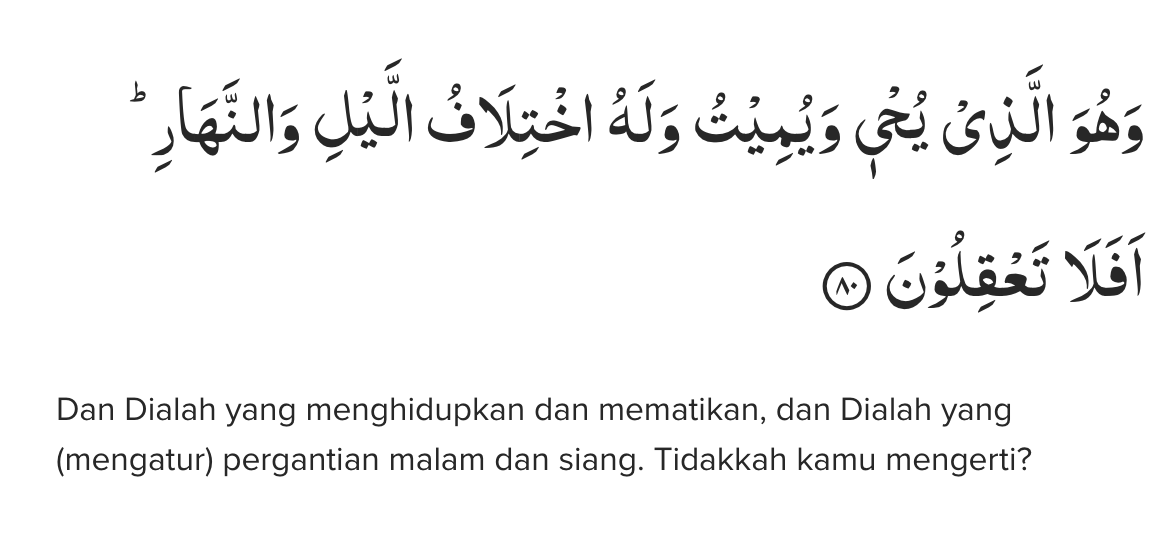 وَهُوَ الَّذِيْ يُحْيٖ وَيُمِيْتُ وَلَهُ اخْتِلَافُ الَّيْلِ وَالنَّهَارِ ۗ
اَفَلَا تَعْقِلُوْنَ ٨٠
Dan Dialah yang menghidupkan dan mematikan, dan Dialah yang
(mengatur) pergantian malam dan siang. Tidakkah kamu mengerti?